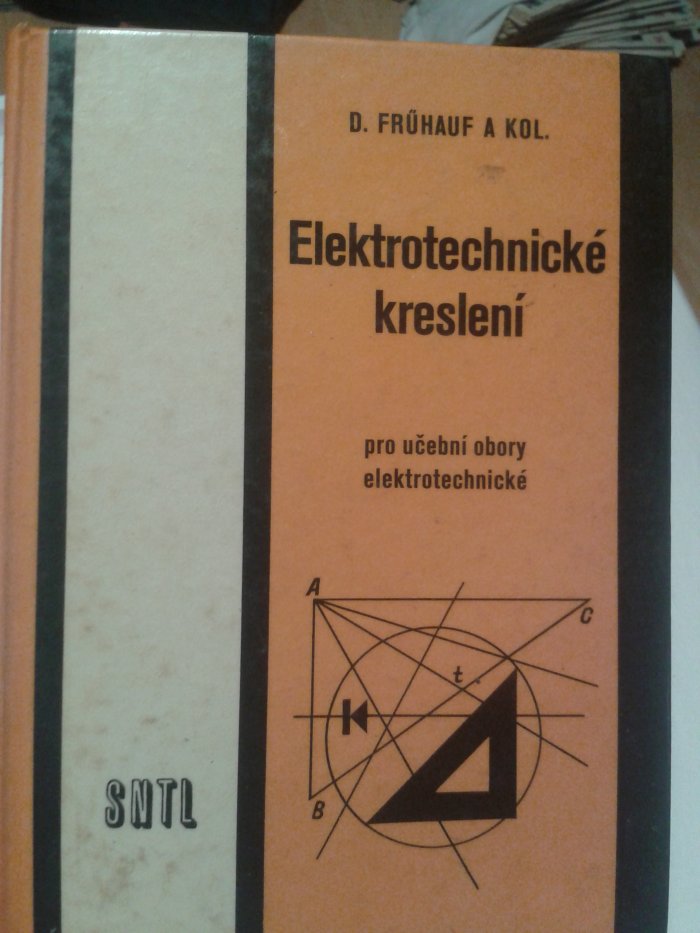 D. FRŰHAUF A KOL.
Elektrotechnické
kreslení
pro učební obory
elektrotechnické
A
C
t
B
SNTL